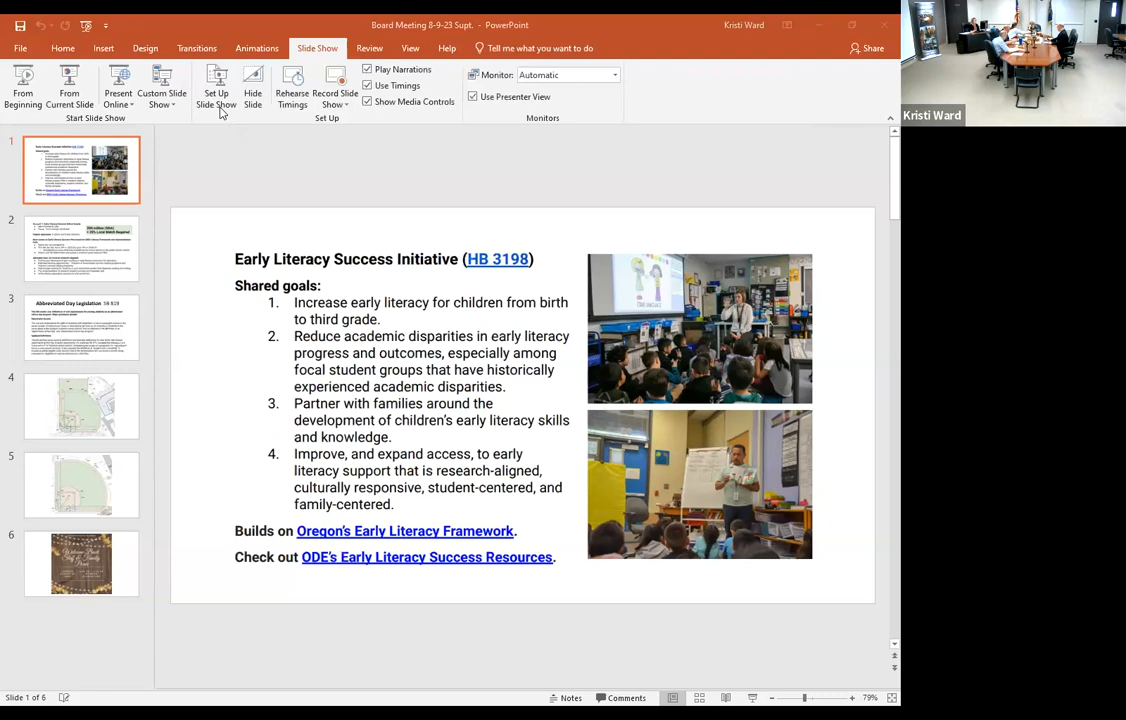 Board Meeting 8-9-23 Supt. - PowerPoint
Kristi Ward
File Home Insert Design Transitions Animations Slide Show Review View Help Tell me what you want to do Share
From Beginning
From Current Slide
Present Online
Custom Slide Show
Set Up Slide Show
Hide Slide
Rehearse Timings
Record Slide Show
Play Narrations
Use Timings
Show Media Controls
Monitor: Automatic
Use Presenter View
Start Slide Show
Set Up
Monitors
Kristi Ward
1
2
3
Abbreviated Day Legislation SB 819
4
5
6
Early Literacy Success Initiative (HB 3198)
Shared goals:
1. Increase early literacy for children from birth
to third grade.
2. Reduce academic disparities in early literacy
progress and outcomes, especially among
focal student groups that have historically
experienced academic disparities.
3. Partner with families around the
development of children's early literacy skills
and knowledge.
4. Improve, and expand access, to early
literacy support that is research-aligned,
culturally responsive, student-centered, and
family-centered.
Builds on Oregon's Early Literacy Framework.
Check out ODE's Early Literacy Success Resources.
Slide 1 of 6
Notes
Comments
79%